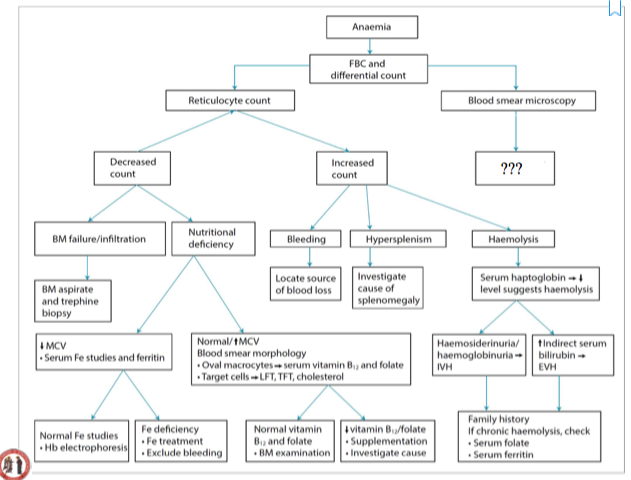 Anaemia
FBC and
differential count
Reticulocyte count
Blood smear microscopy
Decreased
count
Increased
count
???
BM failure/infiltration
Nutritional
deficiency
Bleeding
Hypersplenism
Haemolysis
BM aspirate
and trephine
biopsy
Locate source
of blood loss
Investigate
cause of
splenomegaly
Serum haptoglobin → ↓
level suggests haemolysis
↓MCV
• Serum Fe studies and ferritin
Normal/↑MCV
Blood smear morphology
• Oval macrocytes → serum vitamin B₁₂ and folate
• Target cells → LFT, TFT, cholesterol
Haemosiderinuria/
haemoglobinuria →
IVH
↑Indirect serum
bilirubin →
EVH
Normal Fe studies
• Hb electrophoresis
Fe deficiency
• Fe treatment
• Exclude bleeding
Normal vitamin
B₁₂ and folate
• BM examination
↓vitamin B₁₂/folate
• Supplementation
• Investigate cause
Family history
If chronic haemolysis, check
• Serum folate
• Serum ferritin